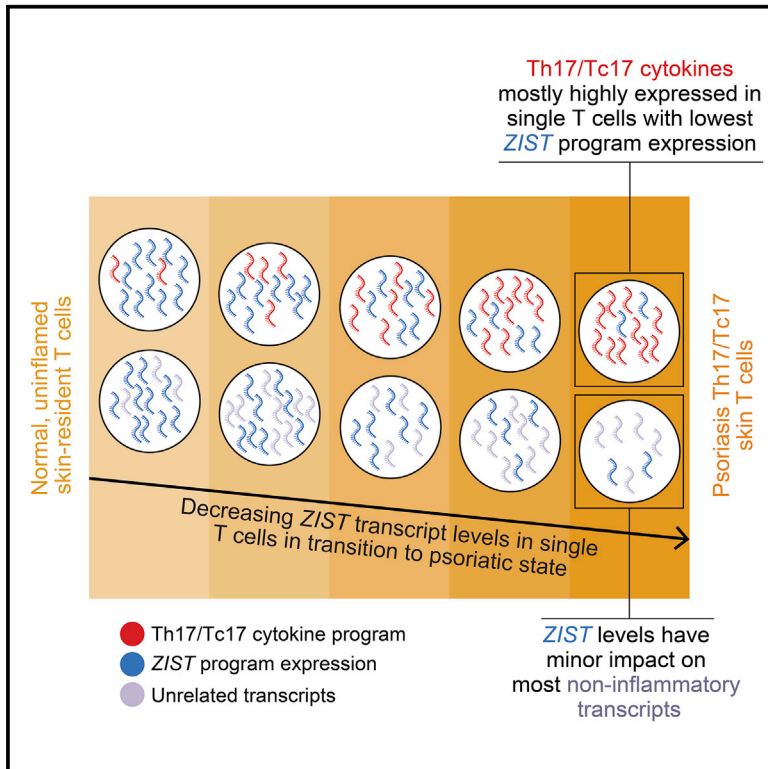 Th17/Tc17 cytokines
mostly highly expressed in
single T cells with lowest
ZIST program expression
Normal, uninflamed
skin-resident T cells
Psoriasis Th17/Tc17
skin T cells
Decreasing ZIST transcript levels in single
T cells in transition to psoriatic state
Th17/Tc17 cytokine program
ZIST program expression
Unrelated transcripts
ZIST levels have
minor impact on
most non-inflammatory
transcripts